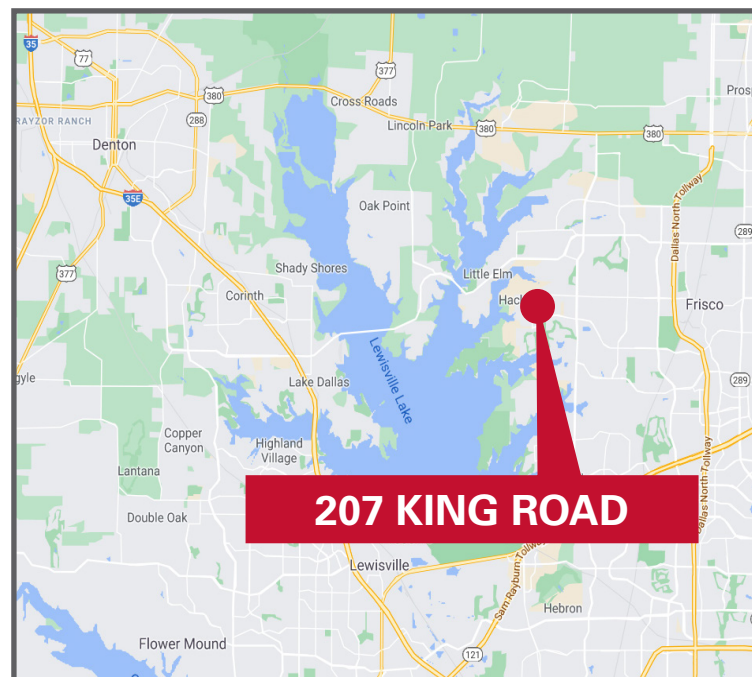 35
77
380
377
Cross Roads
Lincoln Park
380
380
Prosp
RAYZOR RANCH
288
Denton
35E
Oak Point
Dallas North Tollway
289
377
Shady Shores
Little Elm
Corinth
Hac
Frisco
Lewisville Lake
gyle
Lake Dallas
289
Copper
Canyon
Highland
Village
Lantana
Dallas North Tollway
207 KING ROAD
Double Oak
Lewisville
Sam Rayburn Tollway
Hebron
Flower Mound
121